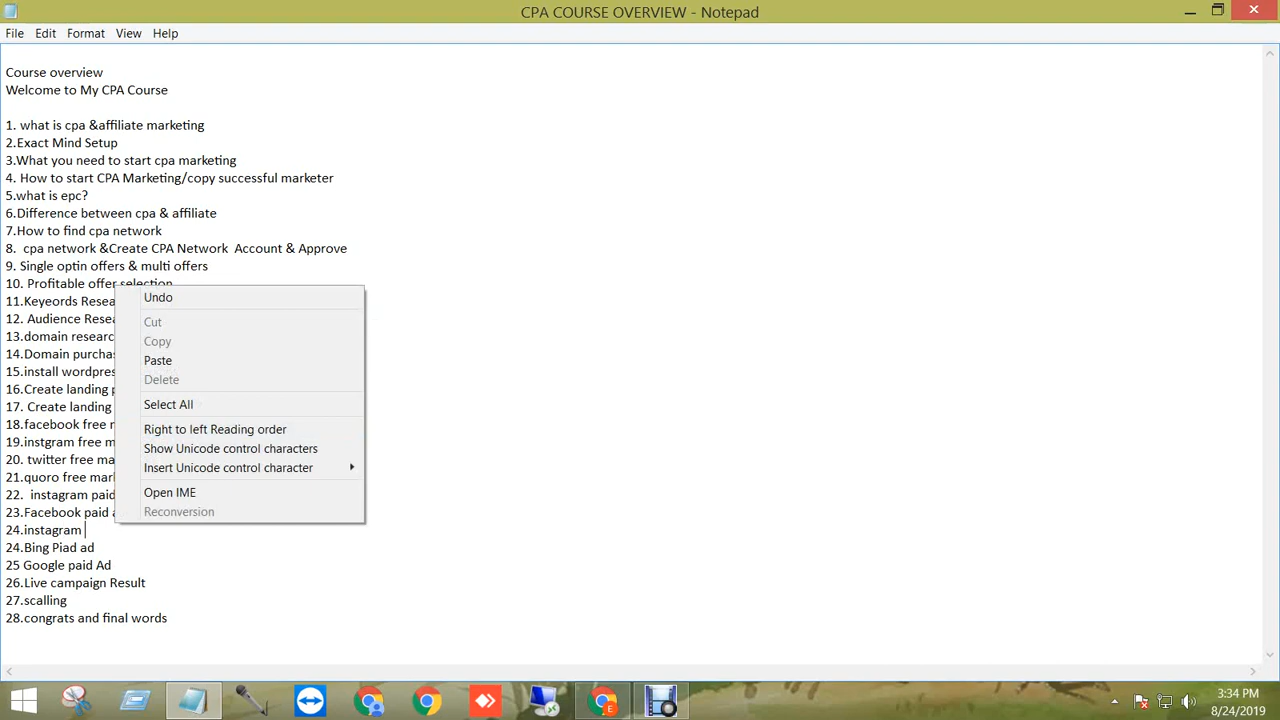 CPA COURSE OVERVIEW - Notepad
File Edit Format View Help
Course overview
Welcome to My CPA Course
1. what is cpa &affiliate marketing
2.Exact Mind Setup
3.What you need to start cpa marketing
4. How to start CPA Marketing/copy successful marketer
5.what is epc?
6.Difference between cpa & affiliate
7.How to find cpa network
8.  cpa network &Create CPA Network  Account & Approve
9. Single optin offers & multi offers
10. Profitable offer selection
11.Keyeords
12. Audience
13.domain
14.Domain
15.install
16.Create landing
17. Create landing
18.facebook free
19.instgram free
20. twitter free
21.quoro free
22.  instagram paid
23.Facebook paid
24.instagram
24.Bing Piad ad
25 Google paid Ad
26.Live campaign Result
27.scalling
28.congrats and final words
Undo
Cut
Copy
Paste
Delete
Select All
Right to left Reading order
Show Unicode control characters
Insert Unicode control character
Open IME
Reconversion
E
3:34 PM
8/24/2019